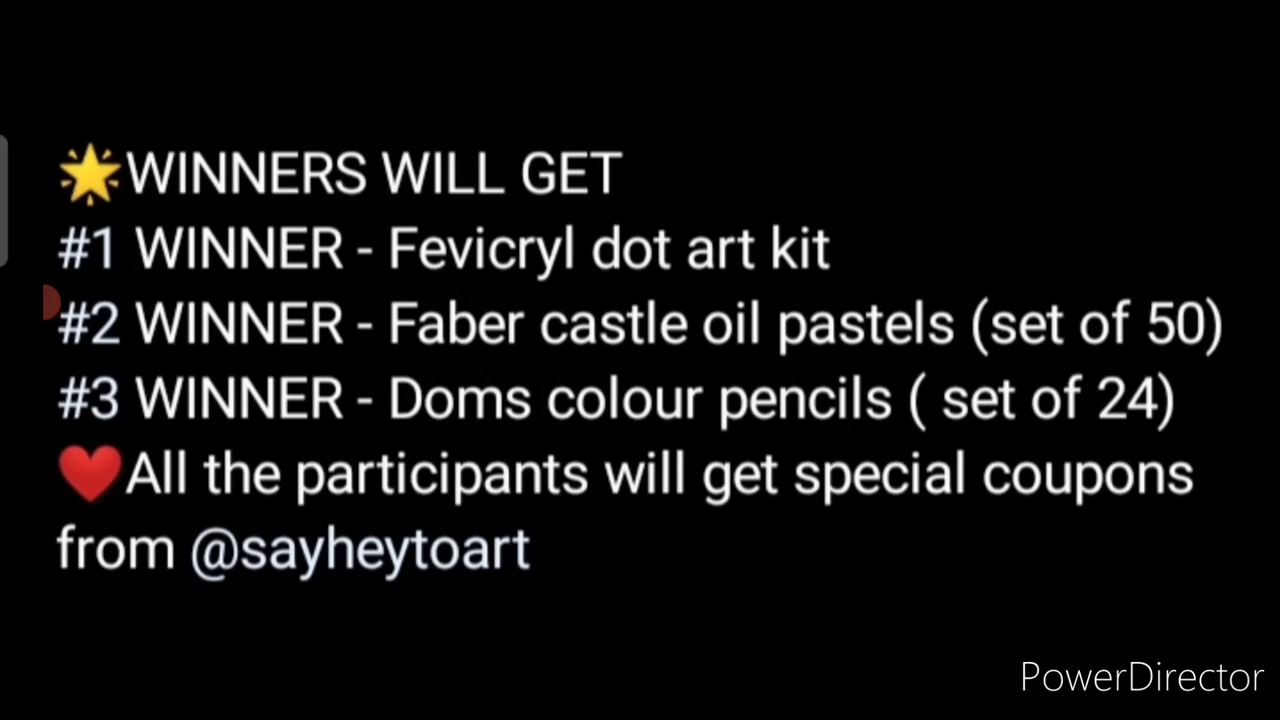 🌟WINNERS WILL GET
#1 WINNER - Fevicryl dot art kit
#2 WINNER - Faber castle oil pastels (set of 50)
#3 WINNER - Doms colour pencils ( set of 24)
❤️All the participants will get special coupons
from @sayheytoart
PowerDirector